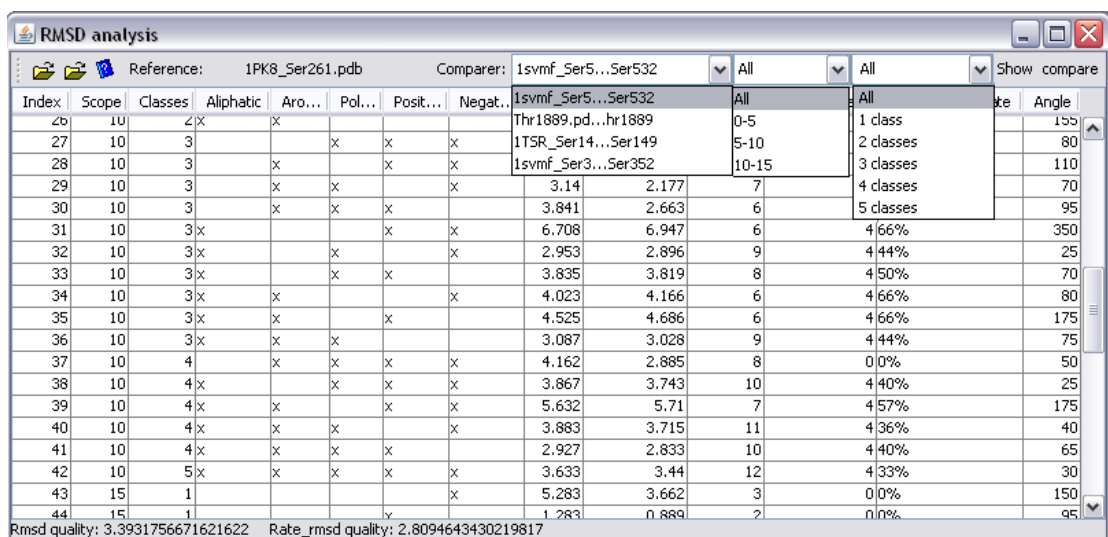 RMSD analysis
Reference: 1PK8_Ser261.pdb Comparer: 1svmf_Ser5...Ser532 All All Show compare
Index Scope Classes Aliphatic Aro... Pol... Posit... Negat... Angle
1svmf_Ser5...Ser532 All All
Thr1889.pd...hr1889 0-5 1 class
1TSR_Ser14...Ser149 5-10 2 classes
1svmf_Ser3...Ser352 10-15 3 classes
4 classes
5 classes
26 10 2 x x 155
27 10 3 x x x 80
28 10 3 x x x 110
29 10 3 x x x 3.14 2.177 7 70
30 10 3 x x x 3.841 2.663 6 95
31 10 3 x x x 6.708 6.947 6 4 66% 350
32 10 3 x x x 2.953 2.896 9 4 44% 25
33 10 3 x x x 3.835 3.819 8 4 50% 70
34 10 3 x x x 4.023 4.166 6 4 66% 80
35 10 3 x x x 4.525 4.686 6 4 66% 175
36 10 3 x x x 3.087 3.028 9 4 44% 75
37 10 4 x x x x 4.162 2.885 8 0 0% 50
38 10 4 x x x x 3.867 3.743 10 4 40% 25
39 10 4 x x x x 5.632 5.71 7 4 57% 175
40 10 4 x x x x 3.883 3.715 11 4 36% 40
41 10 4 x x x x 2.927 2.833 10 4 40% 65
42 10 5 x x x x x 3.633 3.44 12 4 33% 30
43 15 1 x 5.283 3.662 3 0 0% 150
44 15 1 x 1.283 0.889 2 0 0% 95
Rmsd quality: 3.3931756671621622 Rate_rmsd quality: 2.8094643430219817